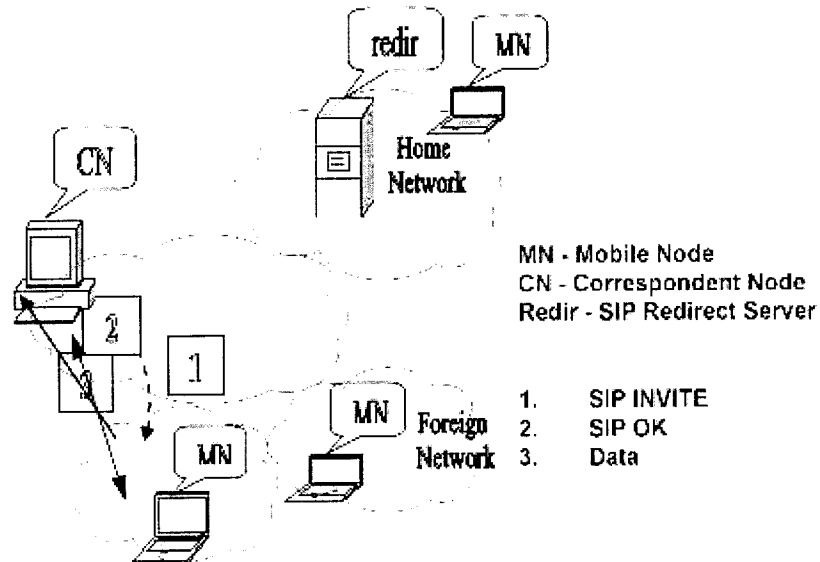 redir
MN
CN
Home
Network
MN - Mobile Node
CN - Correspondent Node
Redir - SIP Redirect Server
2
1
3
MN
Foreign
Network
MN
1. SIP INVITE
2. SIP OK
3. Data